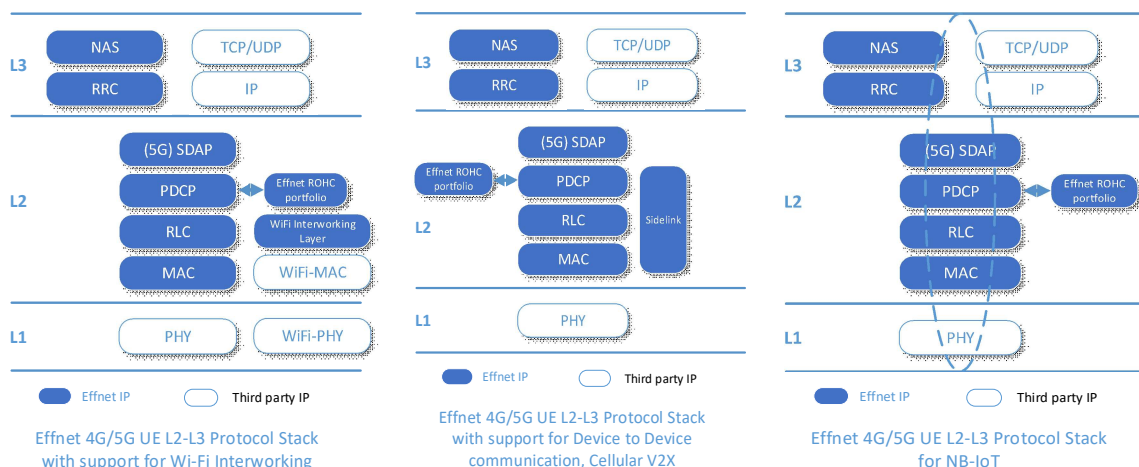 L3
NAS
TCP/UDP
RRC
IP
L2
(5G) SDAP
PDCP
Effnet ROHC
portfolio
RLC
WiFi Interworking
Layer
MAC
WiFi-MAC
L1
PHY
WiFi-PHY
Effnet IP
Third party IP
Effnet 4G/5G UE L2-L3 Protocol Stack
with support for Wi-Fi Interworking
L3
NAS
TCP/UDP
RRC
IP
L2
(5G) SDAP
Effnet ROHC
portfolio
PDCP
RLC
Sidelink
MAC
L1
PHY
Effnet IP
Third party IP
Effnet 4G/5G UE L2-L3 Protocol Stack
with support for Device to Device
communication, Cellular V2X
L3
NAS
TCP/UDP
RRC
IP
L2
(5G) SDAP
PDCP
Effnet ROHC
portfolio
RLC
MAC
L1
PHY
Effnet IP
Third party IP
Effnet 4G/5G UE L2-L3 Protocol Stack
for NB-IoT